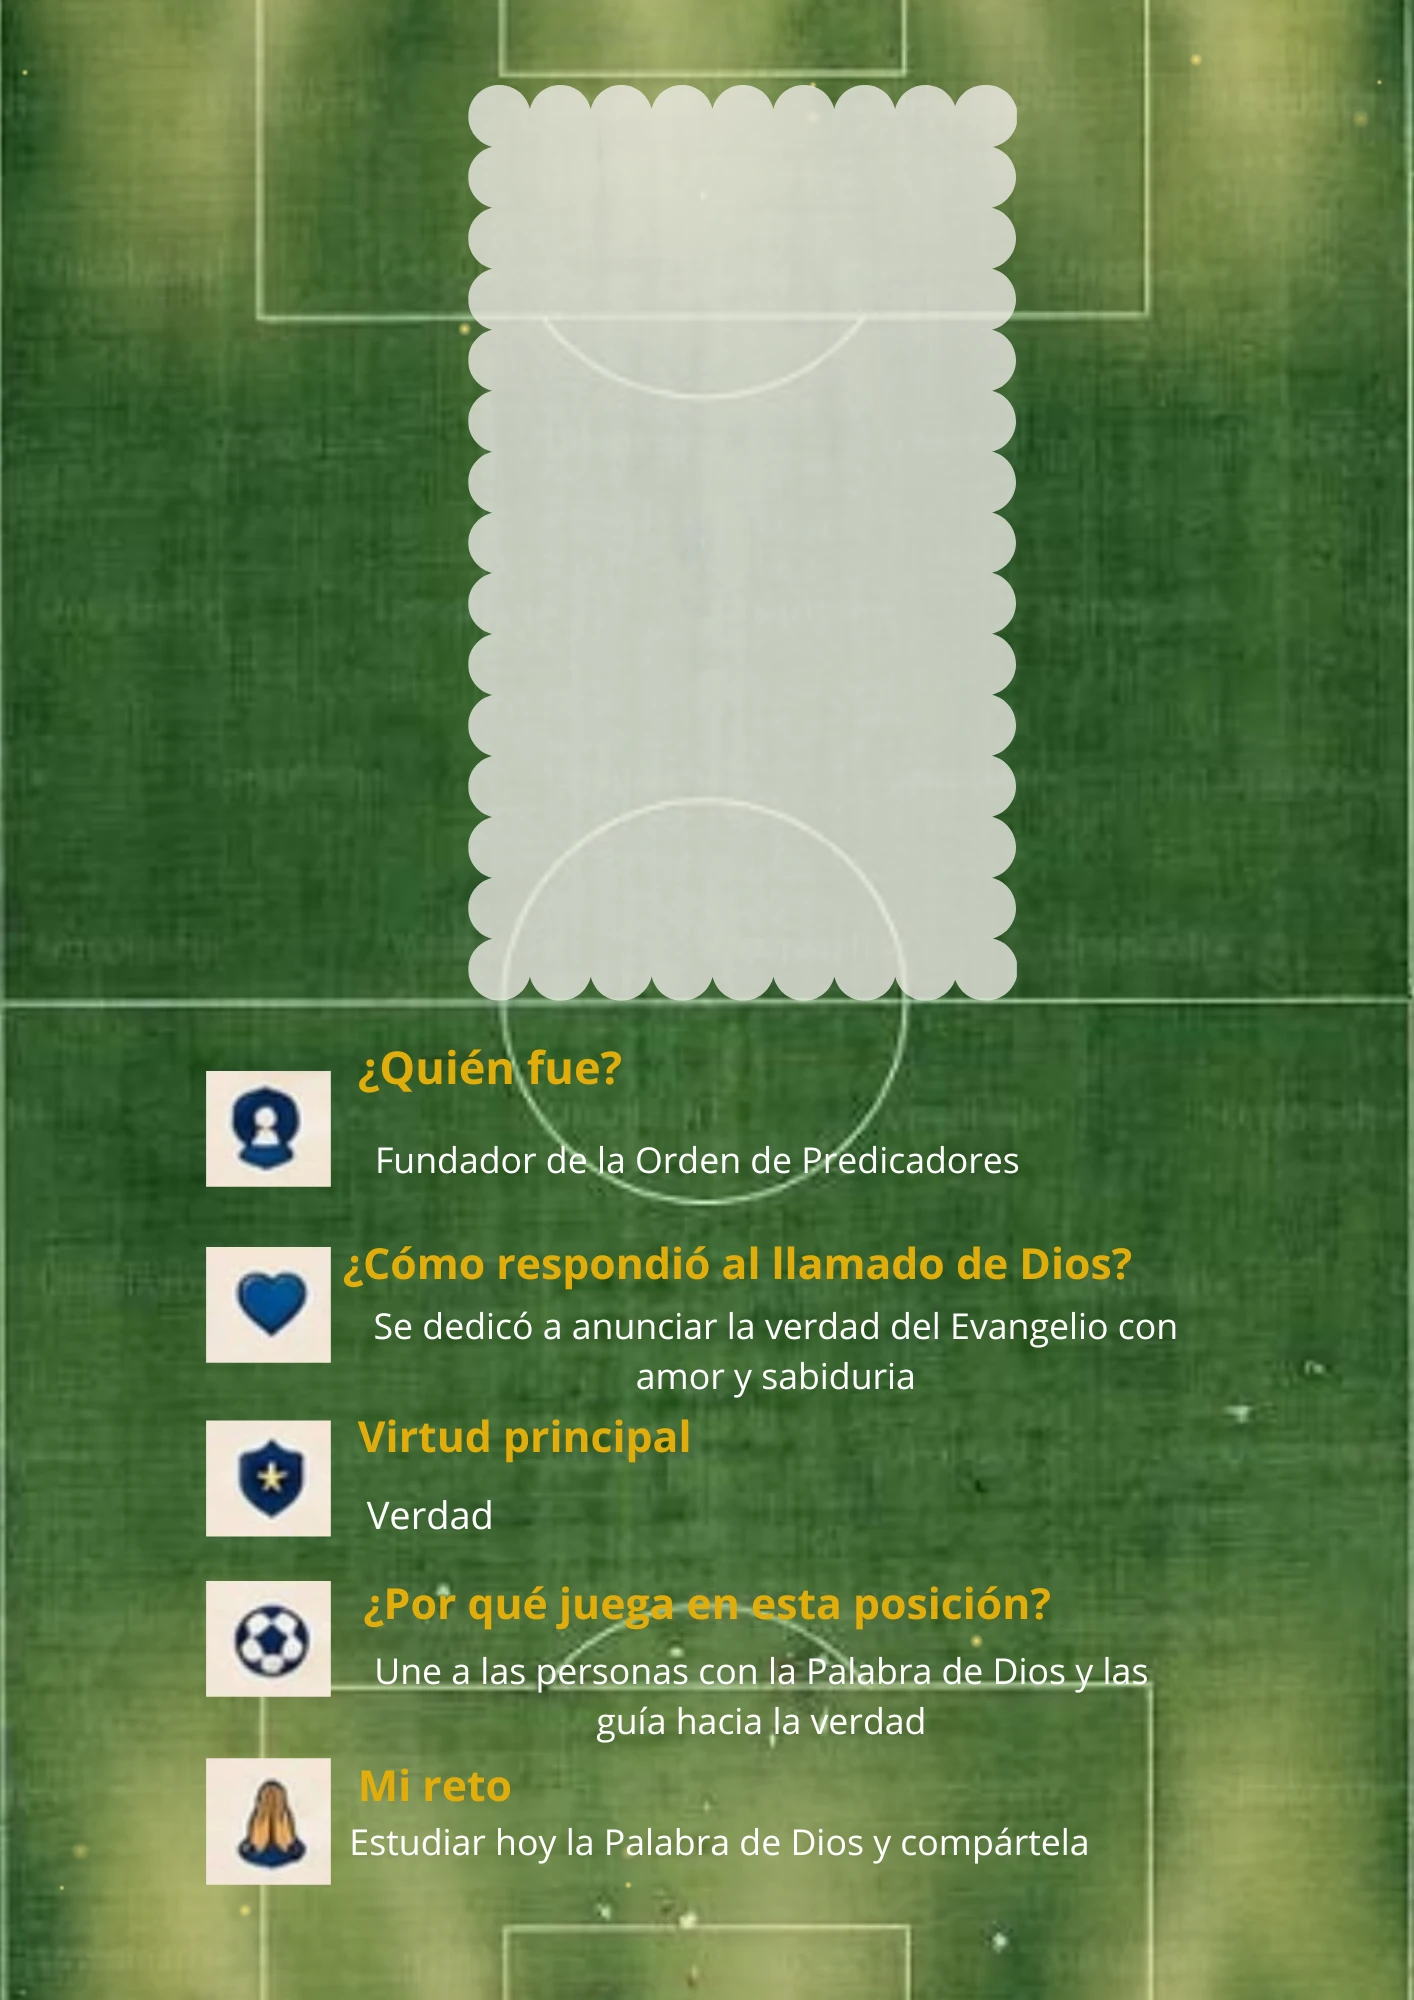 ¿Quién fue?
Fundador de la Orden de Predicadores
¿Cómo respondió al llamado de Dios?
Se dedicó a anunciar la verdad del Evangelio con
amor y sabiduria
Virtud principal
Verdad
¿Por qué juega en esta posición?
Une a las personas con la Palabra de Dios y las
guía hacia la verdad
Mi reto
Estudiar hoy la Palabra de Dios y compártela